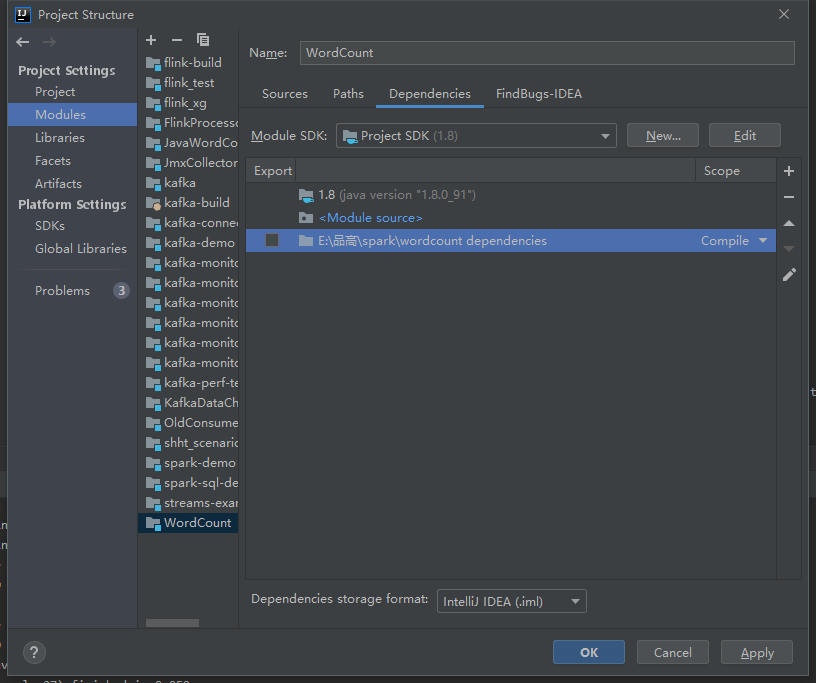 Project Structure
Project Settings
Project
Modules
Libraries
Facets
Artifacts
Platform Settings
SDKs
Global Libraries
Problems 3
flink-build
flink_test
flink_xg
FlinkProcesso
JavaWordCo
JmxCollector
kafka
kafka-build
kafka-connec
kafka-demo
kafka-monito
kafka-monito
kafka-monito
kafka-monito
kafka-monito
kafka-monito
kafka-perf-te
KafkaDataCh
OldConsume
shht_scenario
spark-demo
spark-sql-de
streams-exar
WordCount
Name: WordCount
Sources Paths Dependencies FindBugs-IDEA
Module SDK: Project SDK (1.8) New... Edit
Export Scope
1.8 (java version "1.8.0_91")
<Module source>
E:\品高\spark\wordcount dependencies Compile
Dependencies storage format: IntelliJ IDEA (.iml)
? OK Cancel Apply